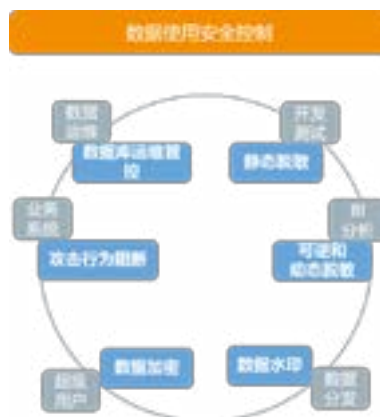 数据使用安全控制
数据
运维
数据库运维管
控
开发
测试
静态脱敏
业务
系统
攻击行为阻断
BI
分析
可逆和
动态脱敏
超级
用户
数据加密
数据水印
数据
分发